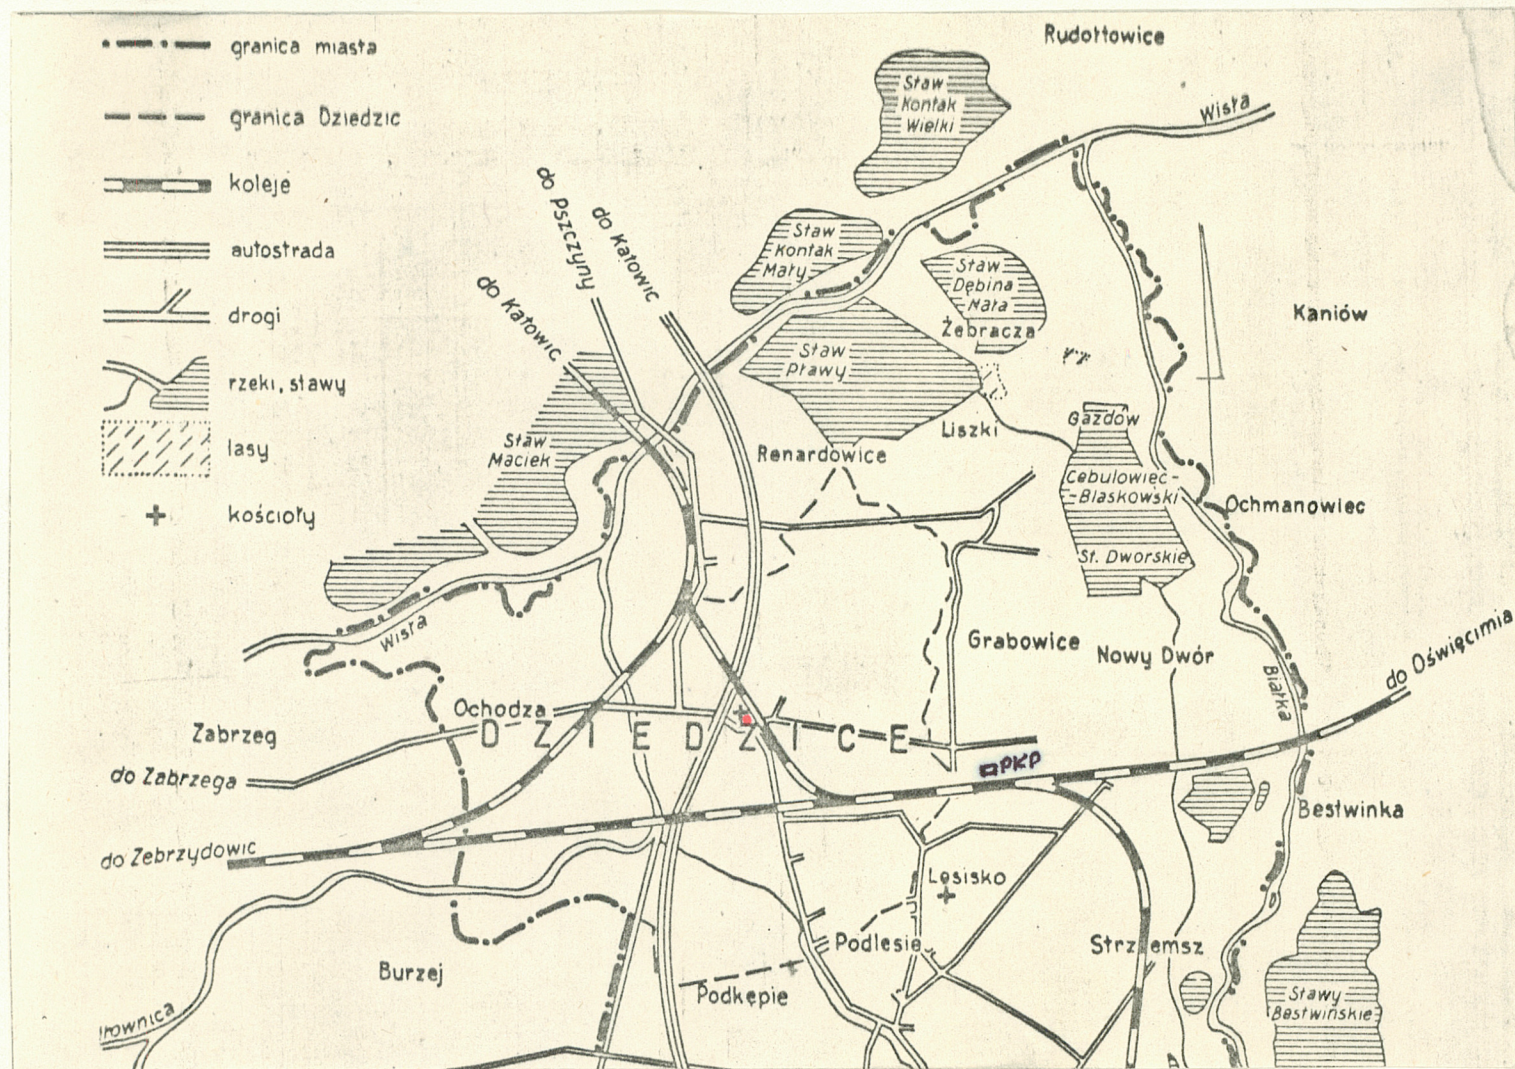 granica miasta
granica Dziedzic
koleje
autostrada
drogi
rzeki, stawy
lasy
kościoły
Rudołtowice
Staw
Kontak
Wielki
Wisła
do Pszczyny
do Katowic
do Katowic
Staw
Kontak
Mały
Staw
Dębina
Mała
Żebracza
Kaniów
Staw
Pławy
Staw
Maciek
Liszki
Gazdów
Renardowice
Cebulowiec-
-Blaskowski
Ochmanowiec
St. Dworskie
Wisła
Grabowice
Nowy Dwór
Białka
do Oświęcimia
Ochodza
Zabrzeg
DZIEDZICE
do Zabrzega
PKP
Bestwinka
do Zebrzydowic
Lesisko
Podlesie
Strzemsz
Burzej
Podkępie
Iłownica
Stawy
Bestwińskie